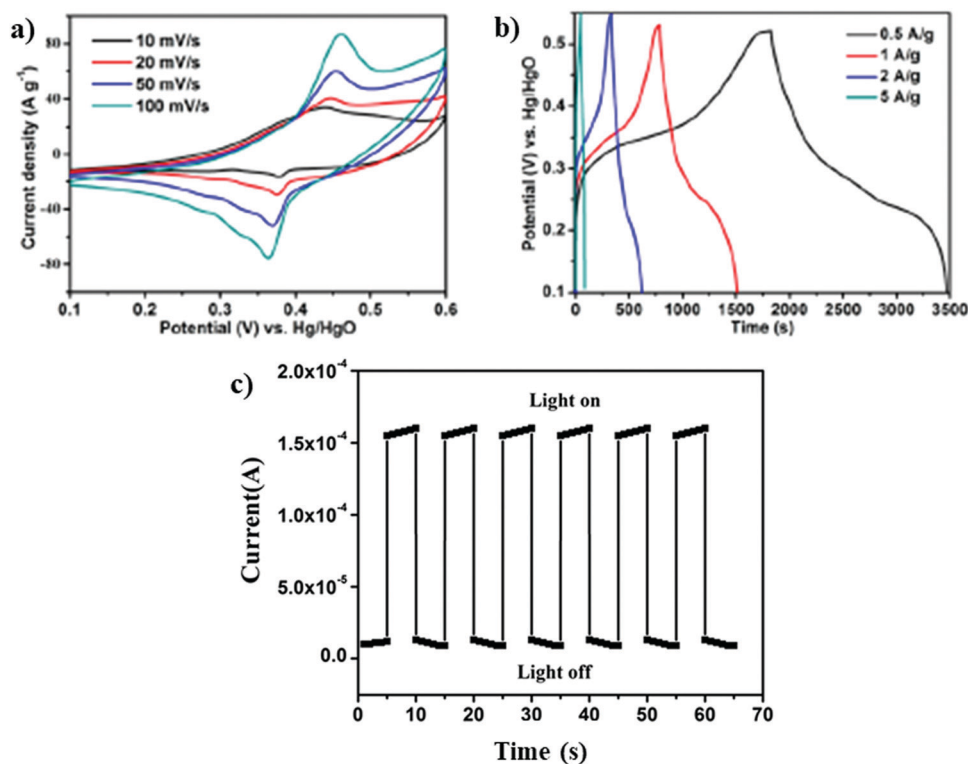 a)
10 mV/s
20 mV/s
50 mV/s
100 mV/s
Current density (A g⁻¹)
80
40
0
-40
-80
0.1 0.2 0.3 0.4 0.5 0.6
Potential (V) vs. Hg/HgO
b)
0.5 A/g
1 A/g
2 A/g
5 A/g
Potential (V) vs. Hg/HgO
0.5
0.4
0.3
0.2
0.1
0 500 1000 1500 2000 2500 3000 3500
Time (s)
c)
Light on
Light off
Current(A)
2.0x10⁻⁴
1.5x10⁻⁴
1.0x10⁻⁴
5.0x10⁻⁵
0.0
0 10 20 30 40 50 60 70
Time (s)